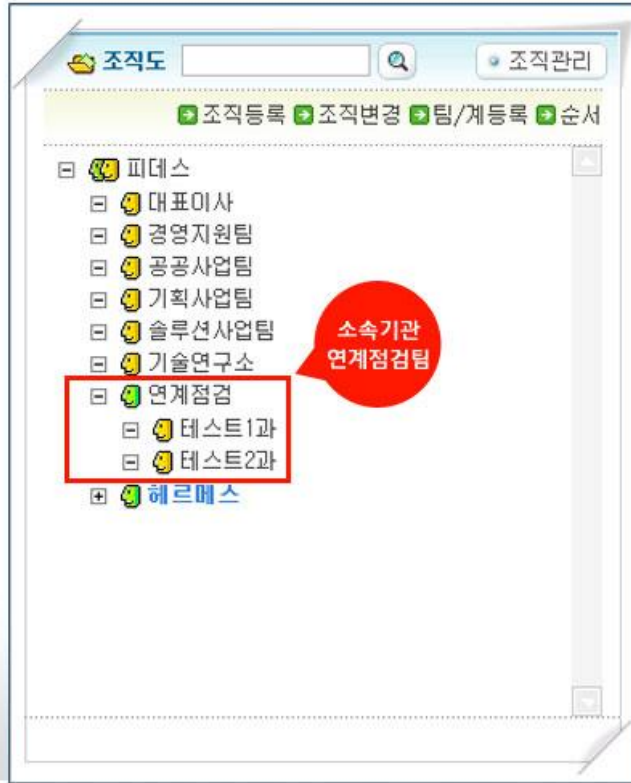 조직도
조직관리
조직등록 조직변경 팀/계등록 순서
피데스
대표이사
경영지원팀
공공사업팀
기획사업팀
솔루션사업팀
기술연구소
소속기관
연계점검팀
연계점검
테스트1과
테스트2과
헤르메스